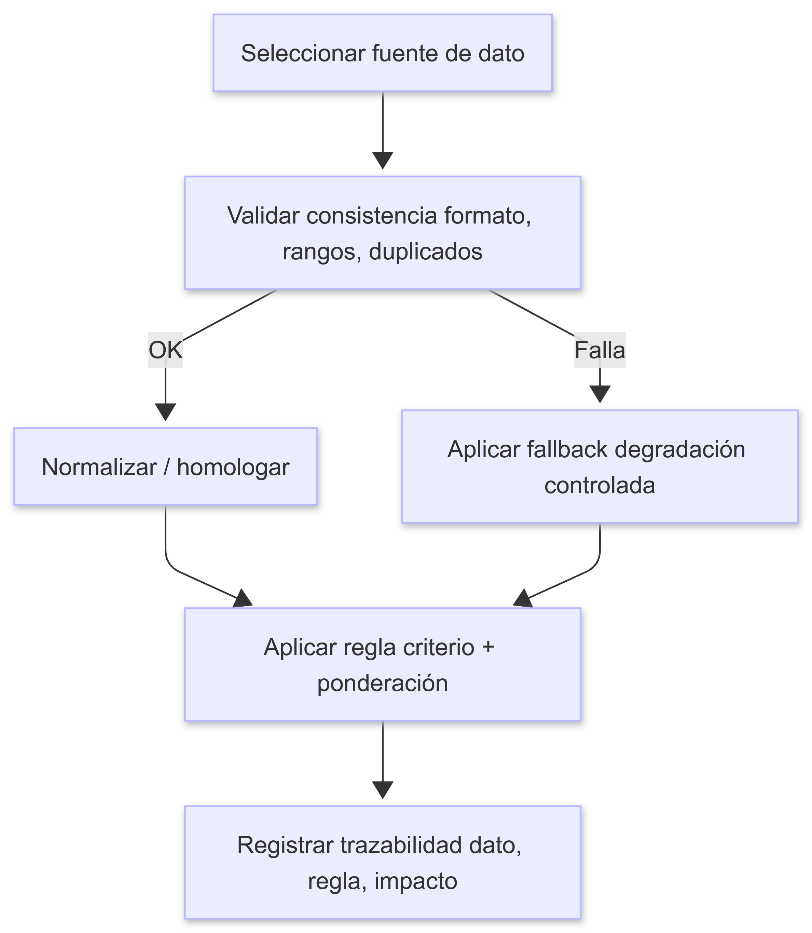 Seleccionar fuente de dato
Validar consistencia formato,
rangos, duplicados
OK
Falla
Normalizar / homologar
Aplicar fallback degradación
controlada
Aplicar regla criterio +
ponderación
Registrar trazabilidad dato,
regla, impacto